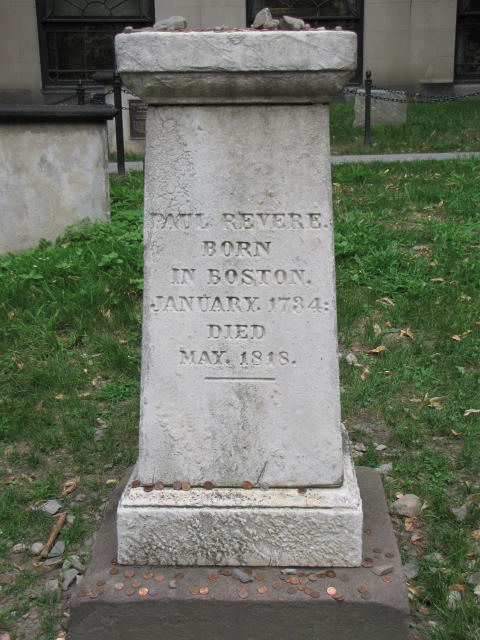 PAUL REVERE.
BORN
IN BOSTON.
JANUARY. 1734:
DIED
MAY. 1818.